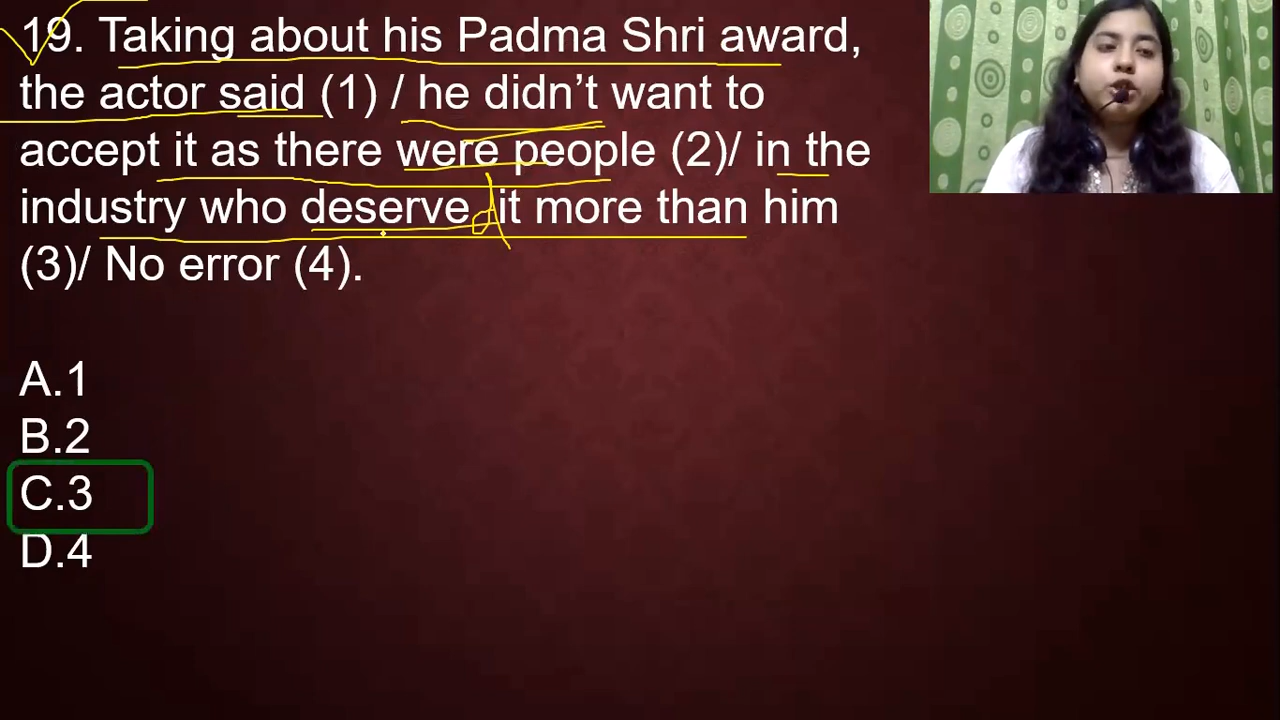 19. Taking about his Padma Shri award,
the actor said (1) / he didn’t want to
accept it as there were people (2)/ in the
industry who deserve d it more than him
(3)/ No error (4).
A.1
B.2
C.3
D.4